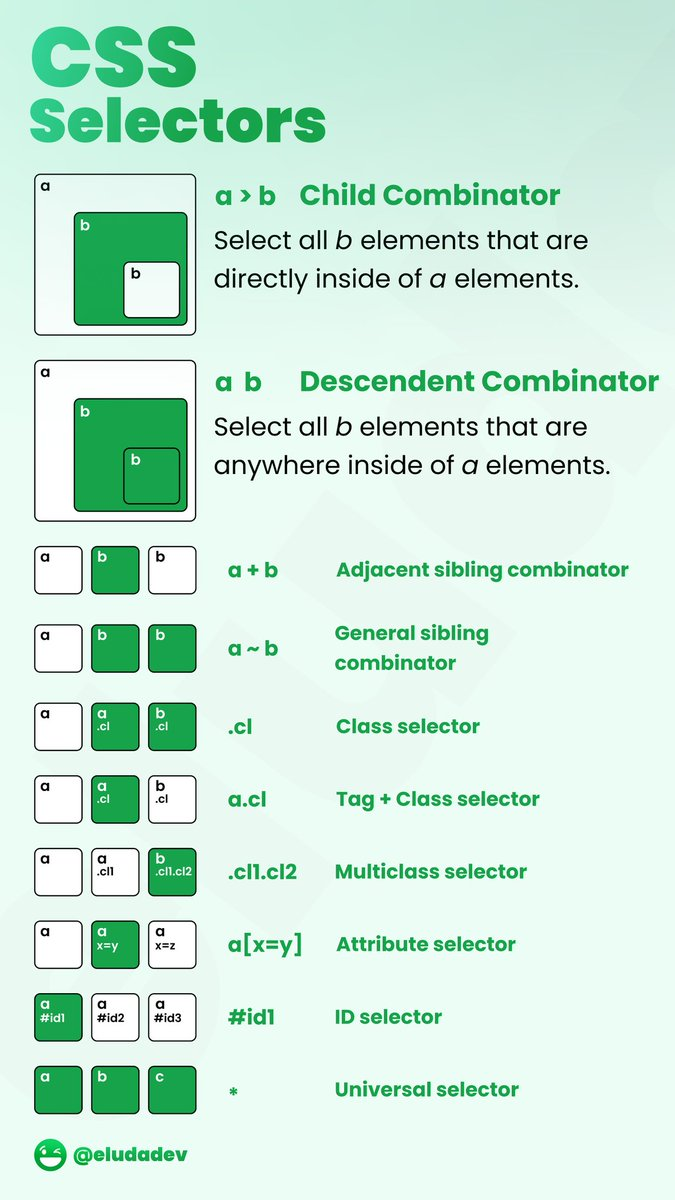 CSS
Selectors
a
b
b
a > b Child Combinator
Select all b elements that are
directly inside of a elements.
a
b
b
a b Descendent Combinator
Select all b elements that are
anywhere inside of a elements.
a b b
a + b Adjacent sibling combinator
a b b
a ~ b General sibling
combinator
a a b
.cl .cl
.cl Class selector
a a b
.cl .cl
a.cl Tag + Class selector
a a b
.cl1 .cl1.cl2
.cl1.cl2 Multiclass selector
a a a
x=y x=z
a[x=y] Attribute selector
a a a
#id1 #id2 #id3
#id1 ID selector
a b c
* Universal selector
@eludadev